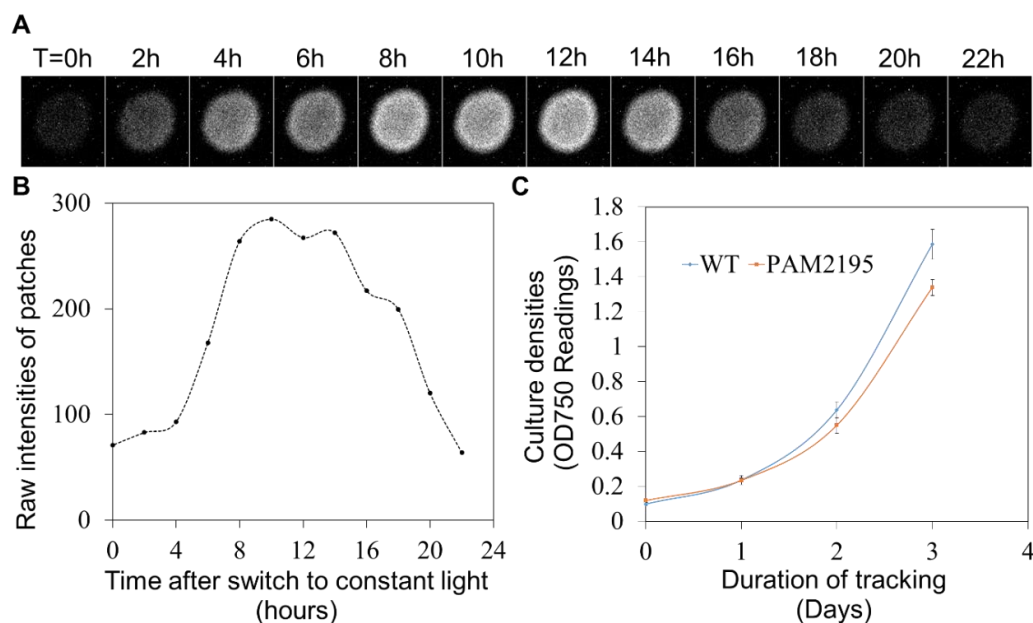 A
T=0h 2h 4h 6h 8h 10h 12h 14h 16h 18h 20h 22h
B
300
200
100
0
0 4 8 12 16 20 24
Raw intensities of patches
Time after switch to constant light
(hours)
C
1.8
1.6
1.4
1.2
1
0.8
0.6
0.4
0.2
0
0 1 2 3 4
WT PAM2195
Culture densities
(OD750 Readings)
Duration of tracking
(Days)